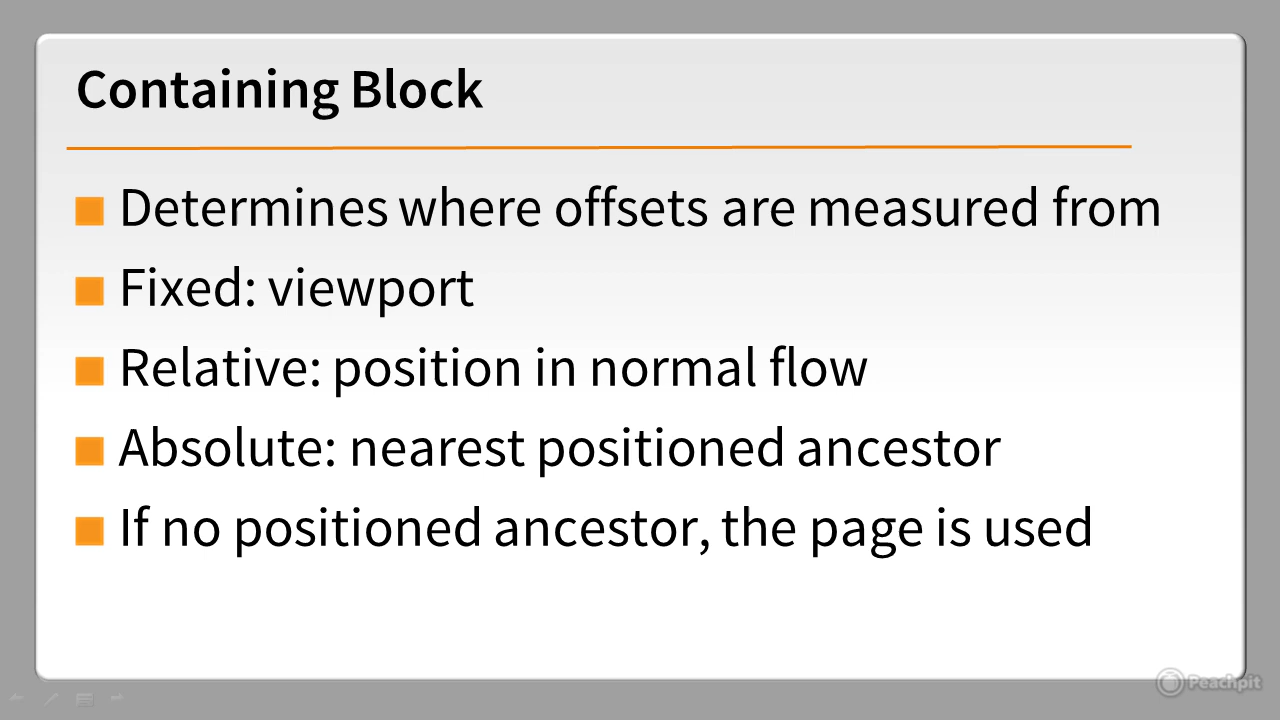 Containing Block
Determines where offsets are measured from
Fixed: viewport
Relative: position in normal flow
Absolute: nearest positioned ancestor
If no positioned ancestor, the page is used
Peachpit